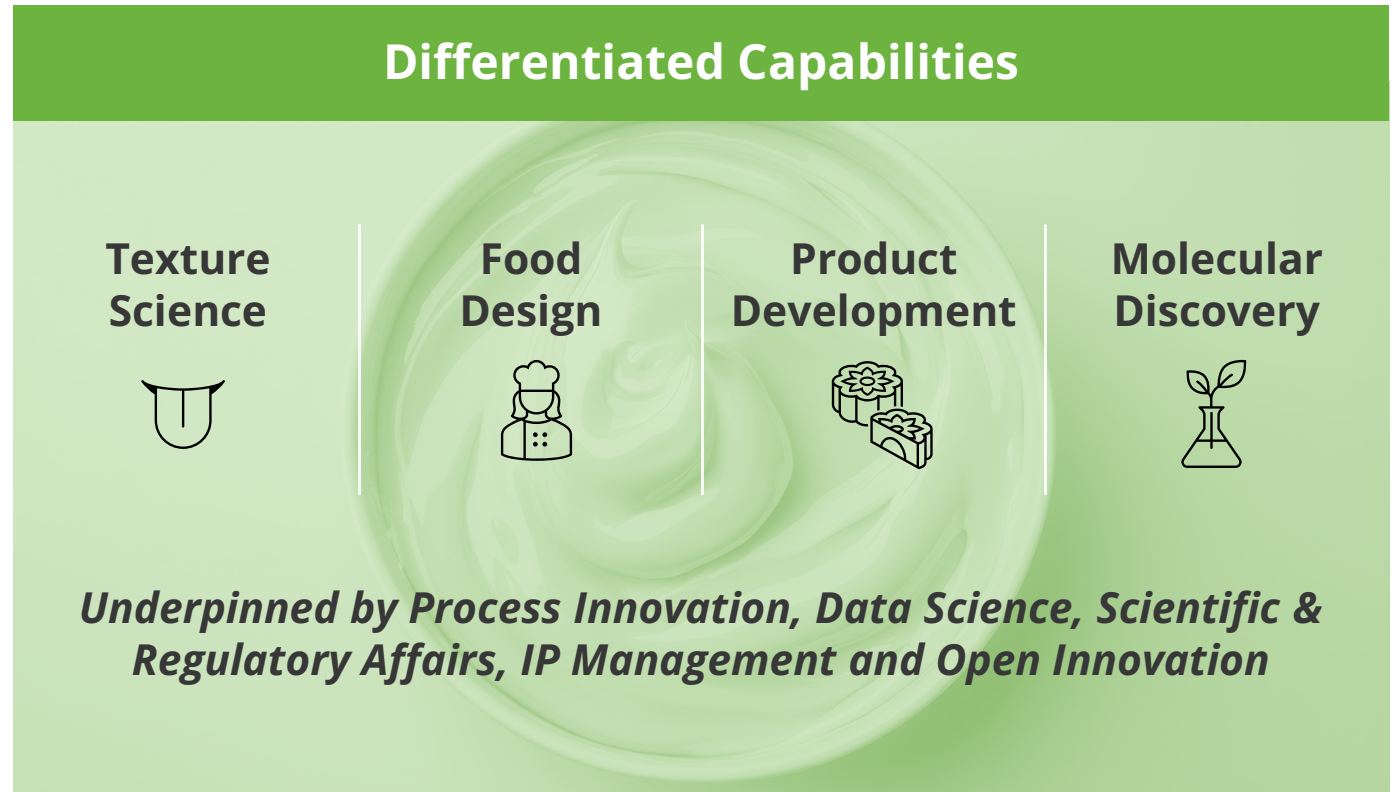 Differentiated Capabilities
Texture
Science
Food
Design
Product
Development
Molecular
Discovery
Underpinned by Process Innovation, Data Science, Scientific &
Regulatory Affairs, IP Management and Open Innovation